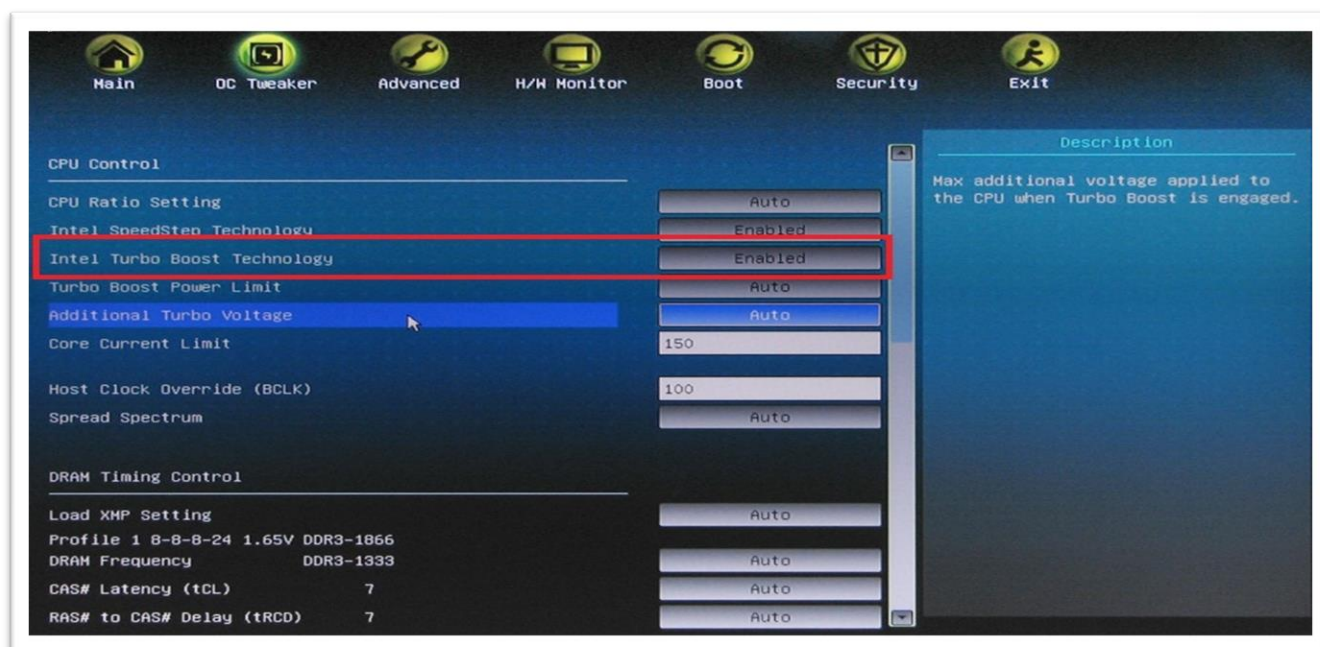 Main OC Tweaker Advanced H/W Monitor Boot Security Exit
Description
Max additional voltage applied to
the CPU when Turbo Boost is engaged.
CPU Control
CPU Ratio Setting Auto
Intel SpeedStep Technology Enabled
Intel Turbo Boost Technology Enabled
Turbo Boost Power Limit Auto
Additional Turbo Voltage Auto
Core Current Limit 150
Host Clock Override (BCLK) 100
Spread Spectrum Auto
DRAM Timing Control
Load XMP Setting Auto
Profile 1 8-8-8-24 1.65V DDR3-1866
DRAM Frequency DDR3-1333 Auto
CAS# Latency (tCL) 7 Auto
RAS# to CAS# Delay (tRCD) 7 Auto